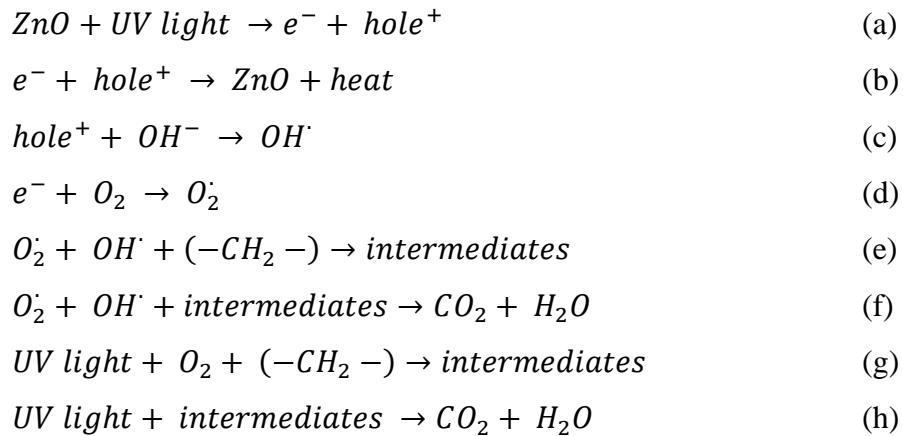 ZnO + UV light → e⁻ + hole⁺ (a)
e⁻ + hole⁺ → ZnO + heat (b)
hole⁺ + OH⁻ → OH˙ (c)
e⁻ + O₂ → O₂˙ (d)
O₂˙ + OH˙ + (−CH₂ −) → intermediates (e)
O₂˙ + OH˙ + intermediates → CO₂ + H₂O (f)
UV light + O₂ + (−CH₂ −) → intermediates (g)
UV light + intermediates → CO₂ + H₂O (h)